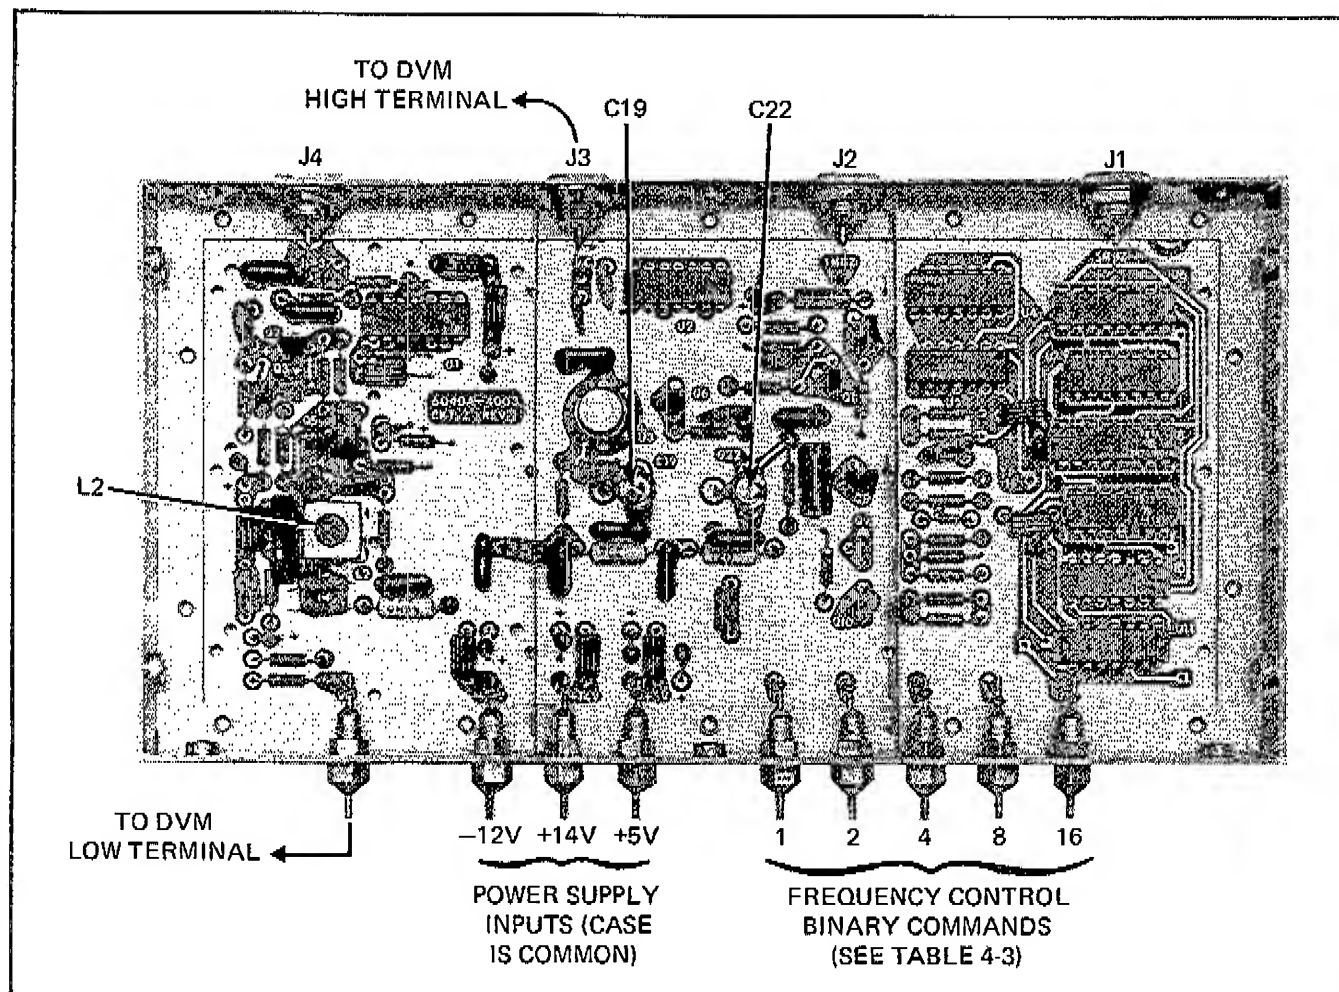 TO DVM
HIGH TERMINAL
C19
C22
J4
J3
J2
J1
L2
TO DVM
LOW TERMINAL
−12V +14V +5V
1 2 4 8 16
POWER SUPPLY
INPUTS (CASE
IS COMMON)
FREQUENCY CONTROL
BINARY COMMANDS
(SEE TABLE 4-3)